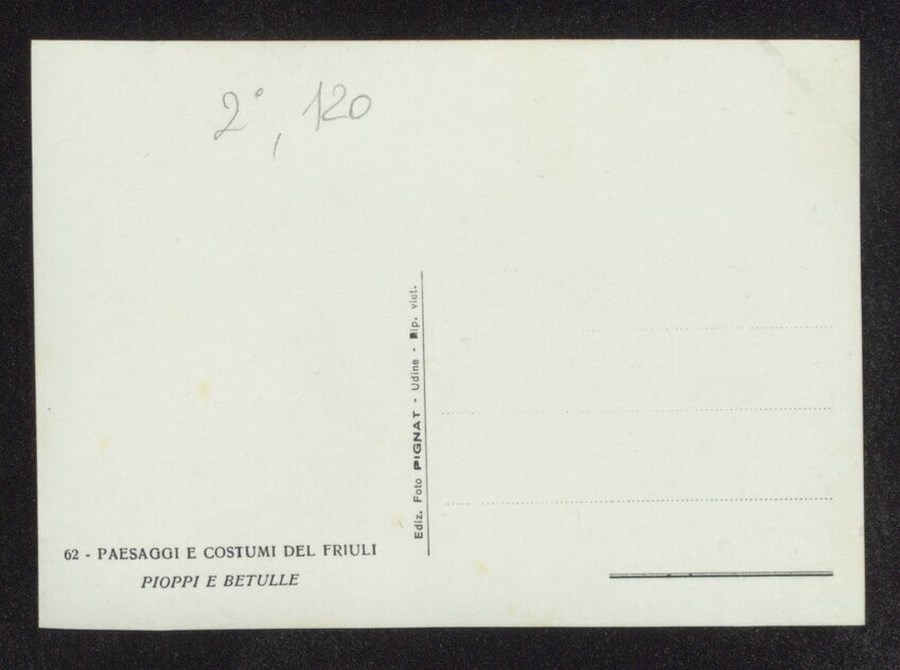 2°, 120
Ediz. Foto PIGNAT - Udine - Rip. viet.
62 - PAESAGGI E COSTUMI DEL FRIULI
PIOPPI E BETULLE